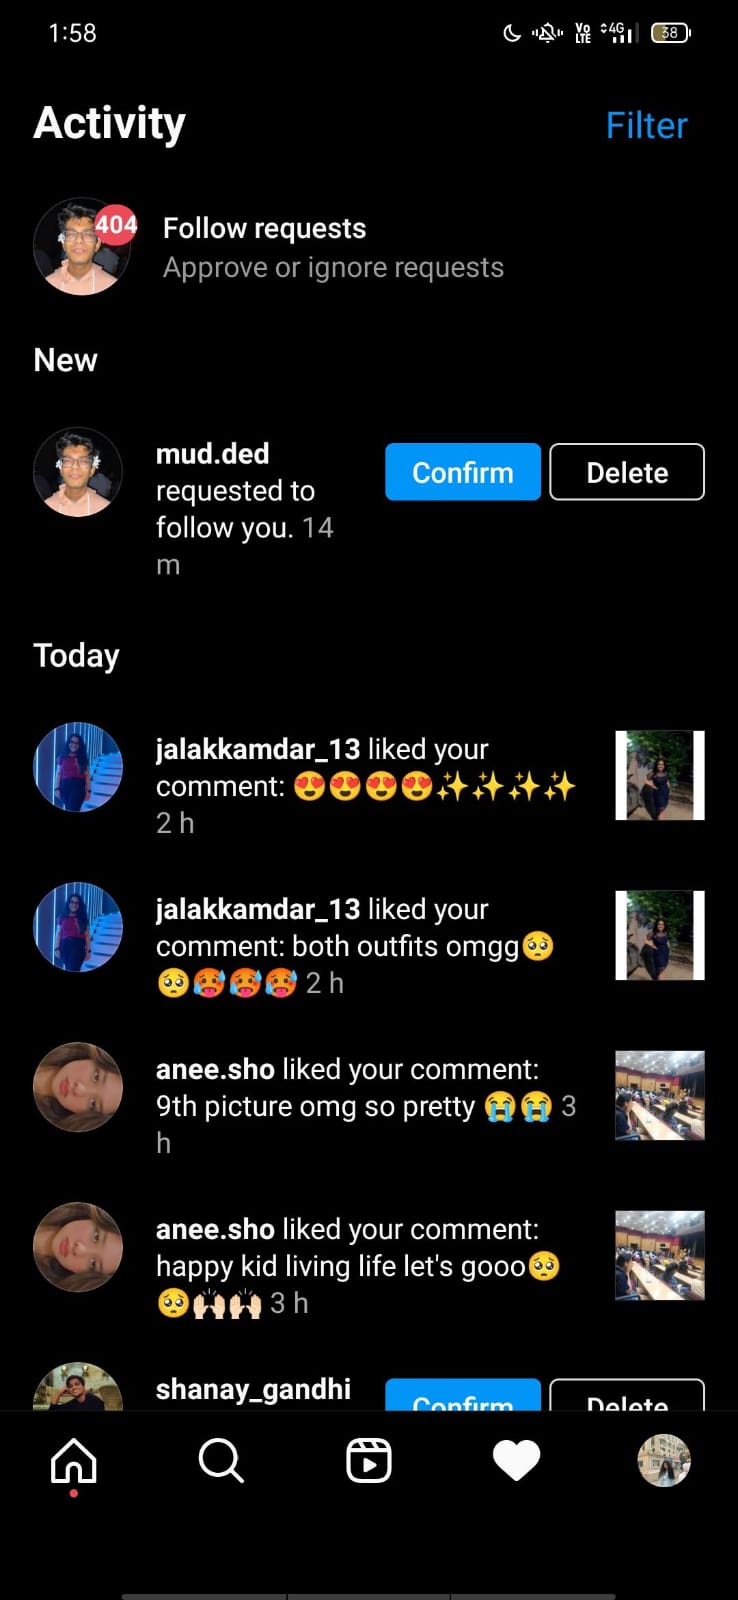 1:58
Vo
LTE
4G
38
Activity
Filter
404
Follow requests
Approve or ignore requests
New
mud.ded
requested to
follow you. 14
m
Confirm
Delete
Today
jalakkamdar_13 liked your
comment: 😍😍😍😍✨✨✨✨
2 h
jalakkamdar_13 liked your
comment: both outfits omgg🥺
🥺🥵🥵🥵 2 h
anee.sho liked your comment:
9th picture omg so pretty 😭😭 3
h
anee.sho liked your comment:
happy kid living life let's gooo🥺
🥺🙌🏻🙌🏻 3 h
shanay_gandhi
Confirm
Delete